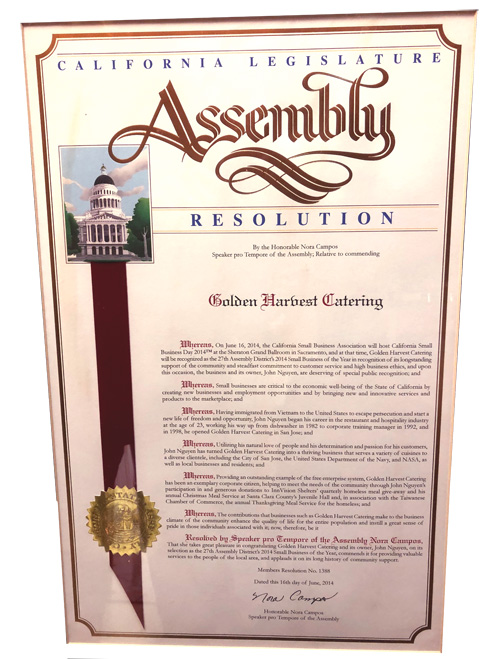 CALIFORNIA LEGISLATURE
Assembly
RESOLUTION
By the Honorable Nora Campos
Speaker pro Tempore of the Assembly; Relative to commending
Golden Harvest Catering
Whereas, On June 16, 2014, the California Small Business Association will host California Small
Business Day 2014™ at the Sheraton Grand Ballroom in Sacramento, and at that time, Golden Harvest Catering
will be recognized as the 27th Assembly District's 2014 Small Business of the Year in recognition of its longstanding
support of the community and steadfast commitment to customer service and high business ethics, and upon
this occasion, the business and its owner, John Nguyen, are deserving of special public recognition; and
Whereas, Small businesses are critical to the economic well-being of the State of California by
creating new businesses and employment opportunities and by bringing new and innovative services and
products to the marketplace; and
Whereas, Having immigrated from Vietnam to the United States to escape persecution and start a
new life of freedom and opportunity, John Nguyen began his career in the restaurant and hospitality industry
at the age of 23, working his way up from dishwasher in 1982 to corporate training manager in 1992, and
in 1998, he opened Golden Harvest Catering in San Jose; and
Whereas, Utilizing his natural love of people and his determination and passion for his customers,
John Nguyen has turned Golden Harvest Catering into a thriving business that serves a variety of cuisines to
a diverse clientele, including the City of San Jose, the United States Department of the Navy, and NASA, as
well as local businesses and residents; and
Whereas, Providing an outstanding example of the free enterprise system, Golden Harvest Catering
has been an exemplary corporate citizen, helping to meet the needs of the community through John Nguyen's
participation in and generous donations to InnVision Shelters' quarterly homeless meal give-away and his
annual Christmas Meal Service at Santa Clara County's Juvenile Hall and, in association with the Taiwanese
Chamber of Commerce, the annual Thanksgiving Meal Service for the homeless; and
Whereas, The contributions that businesses such as Golden Harvest Catering make to the business
climate of the community enhance the quality of life for the entire population and instill a great sense of
pride in those individuals associated with it; now, therefore, be it
Resolved by Speaker pro Tempore of the Assembly Nora Campos,
That she takes great pleasure in congratulating Golden Harvest Catering and its owner, John Nguyen, on its
selection as the 27th Assembly District's 2014 Small Business of the Year, commends it for providing valuable
services to the people of the local area, and applauds it on its long history of community support.
Members Resolution No. 1388
Dated this 16th day of June, 2014
Nora Campos
Honorable Nora Campos
Speaker pro Tempore of the Assembly